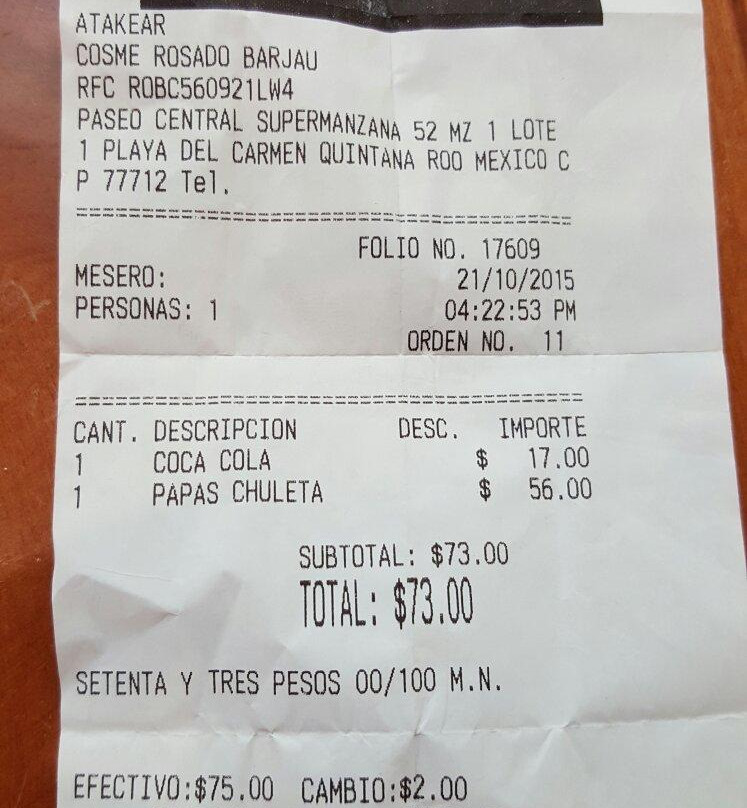 ATAKEAR
COSME ROSADO BARJAU
RFC ROBC560921LW4
PASEO CENTRAL SUPERMANZANA 52 MZ 1 LOTE
1 PLAYA DEL CARMEN QUINTANA ROO MEXICO C
P 77712 Tel.
FOLIO NO. 17609
MESERO: 21/10/2015
PERSONAS: 1 04:22:53 PM
ORDEN NO. 11
CANT. DESCRIPCION DESC. IMPORTE
1 COCA COLA $ 17.00
1 PAPAS CHULETA $ 56.00
SUBTOTAL: $73.00
TOTAL: $73.00
SETENTA Y TRES PESOS 00/100 M.N.
EFECTIVO:$75.00 CAMBIO:$2.00